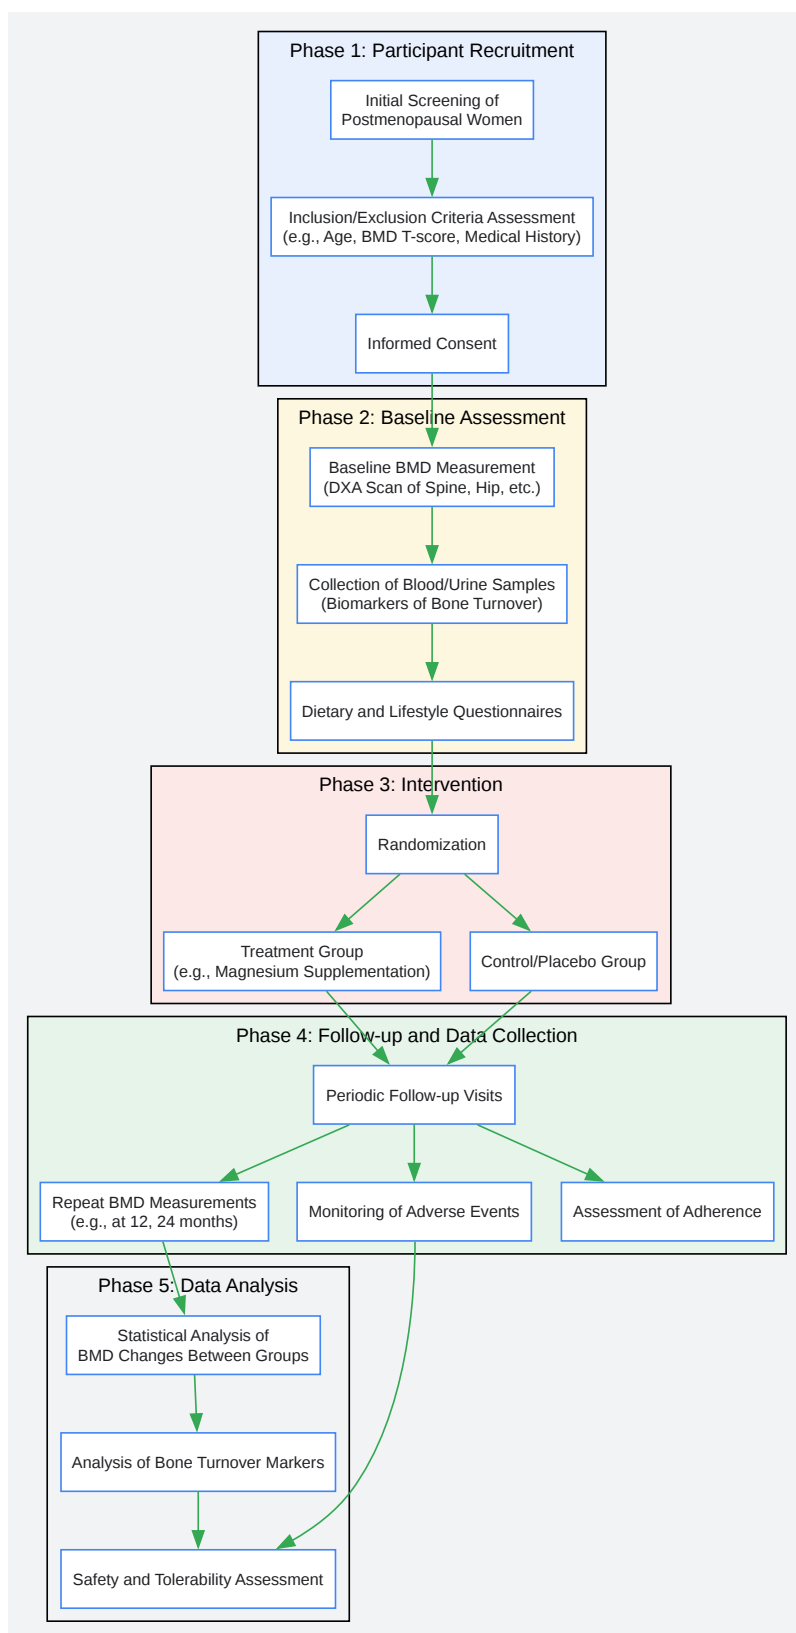 Phase 1: Participant Recruitment
Initial Screening of
Postmenopausal Women
Inclusion/Exclusion Criteria Assessment
(e.g., Age, BMD T-score, Medical History)
Informed Consent
Phase 2: Baseline Assessment
Baseline BMD Measurement
(DXA Scan of Spine, Hip, etc.)
Collection of Blood/Urine Samples
(Biomarkers of Bone Turnover)
Dietary and Lifestyle Questionnaires
Phase 3: Intervention
Randomization
Treatment Group
(e.g., Magnesium Supplementation)
Control/Placebo Group
Phase 4: Follow-up and Data Collection
Periodic Follow-up Visits
Repeat BMD Measurements
(e.g., at 12, 24 months)
Monitoring of Adverse Events
Assessment of Adherence
Phase 5: Data Analysis
Statistical Analysis of
BMD Changes Between Groups
Analysis of Bone Turnover Markers
Safety and Tolerability Assessment